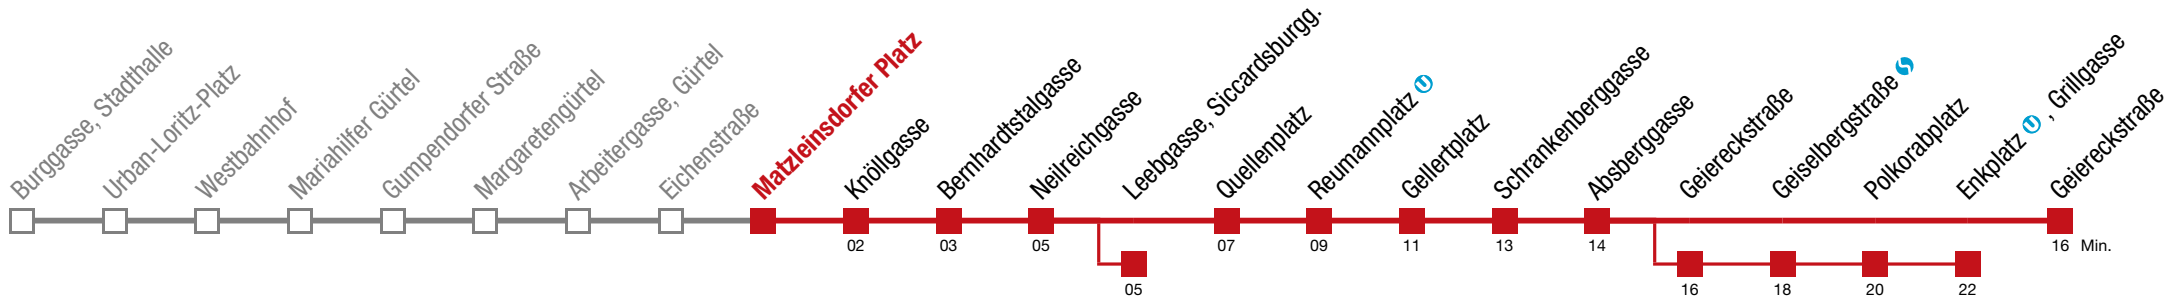 Burggasse, Stadthalle
Urban-Loritz-Platz
Westbahnhof
Mariahilfer Gürtel
Gumpendorfer Straße
Margaretengürtel
Arbeitergasse, Gürtel
Eichenstraße
Matzleinsdorfer Platz
Knöllgasse
Bernhardtstalgasse
Neilreichgasse
Leebgasse, Siccardsburgg.
Quellenplatz
Reumannplatz U
Gellertplatz
Schrankenberggasse
Absberggasse
Geiereckstraße
Geiselbergstraße S
Polkorabplatz
Enkplatz U , Grillgasse
Geiereckstraße
02 03 05 07 09 11 13 14 16 Min.
05 16 18 20 22